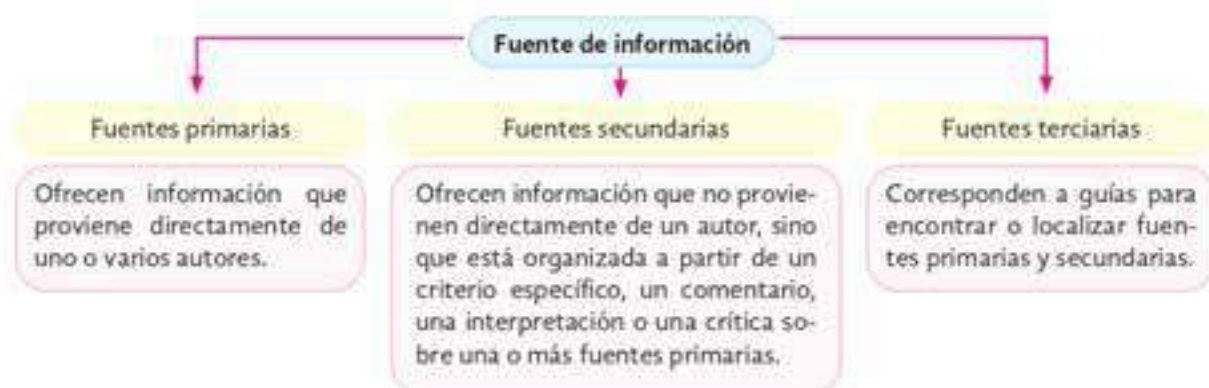 Fuente de información
Fuentes primarias
Ofrecen información que
proviene directamente de
uno o varios autores.
Fuentes secundarias
Ofrecen información que no provie-
nen directamente de un autor, sino
que está organizada a partir de un
criterio específico, un comentario,
una interpretación o una crítica so-
bre una o más fuentes primarias.
Fuentes terciarias
Corresponden a guías para
encontrar o localizar fuen-
tes primarias y secundarias.